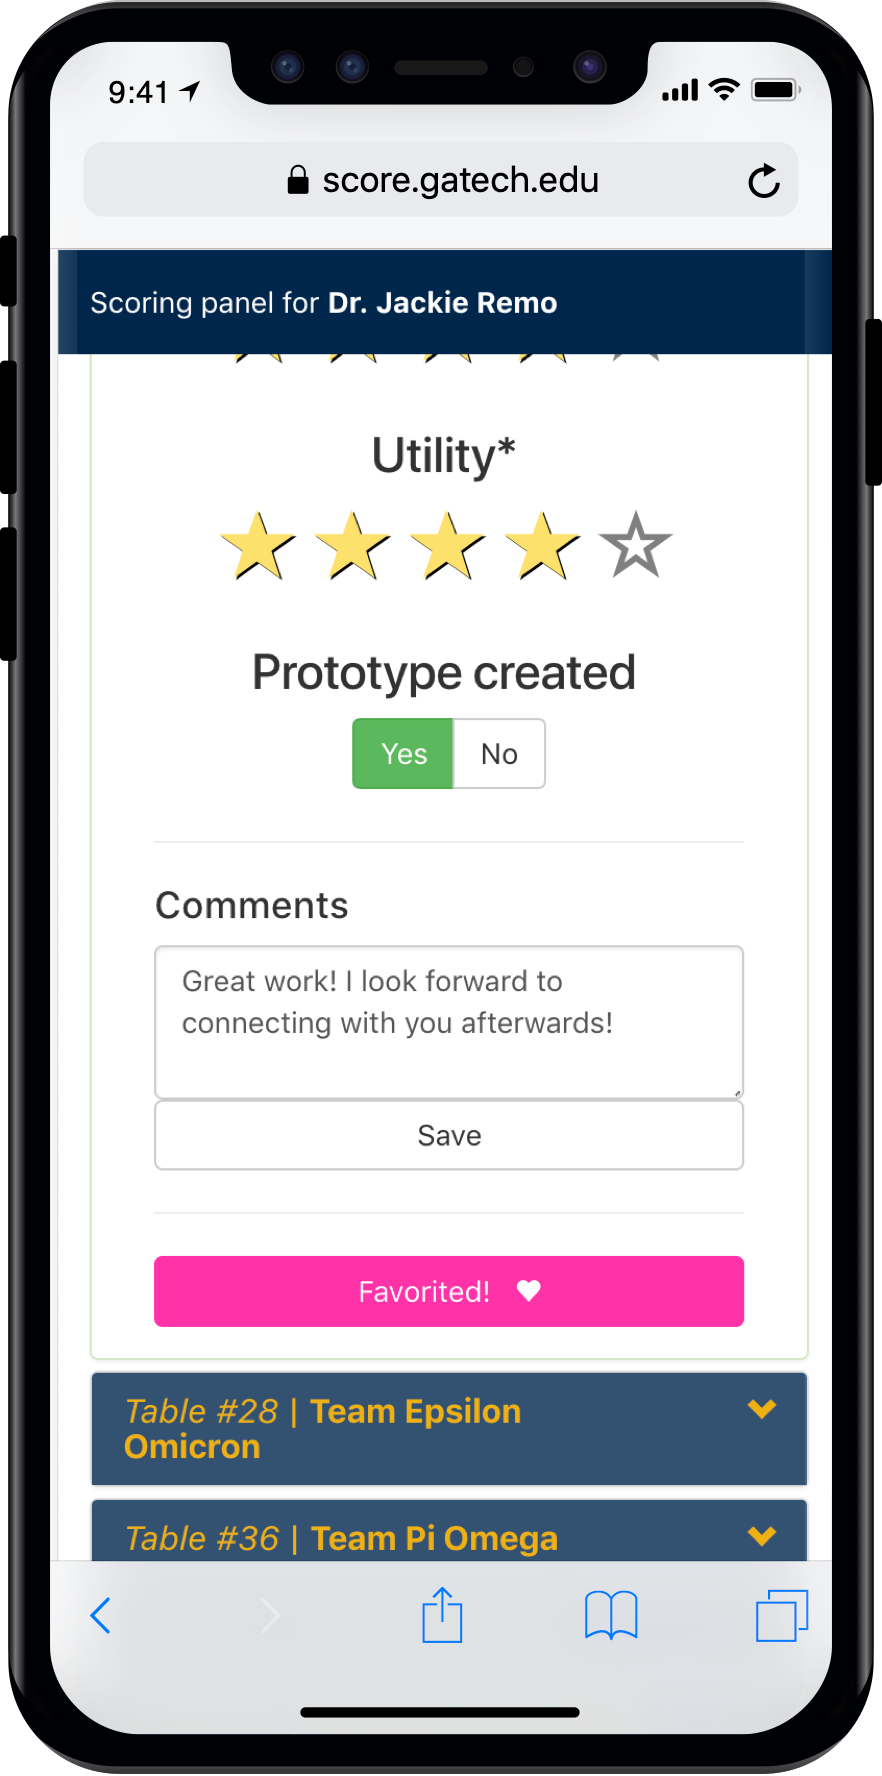 9:41
score.gatech.edu
Scoring panel for Dr. Jackie Remo
Utility*
Prototype created
Yes No
Comments
Great work! I look forward to
connecting with you afterwards!
Save
Favorited!
Table #28 | Team Epsilon
Omicron
Table #36 | Team Pi Omega